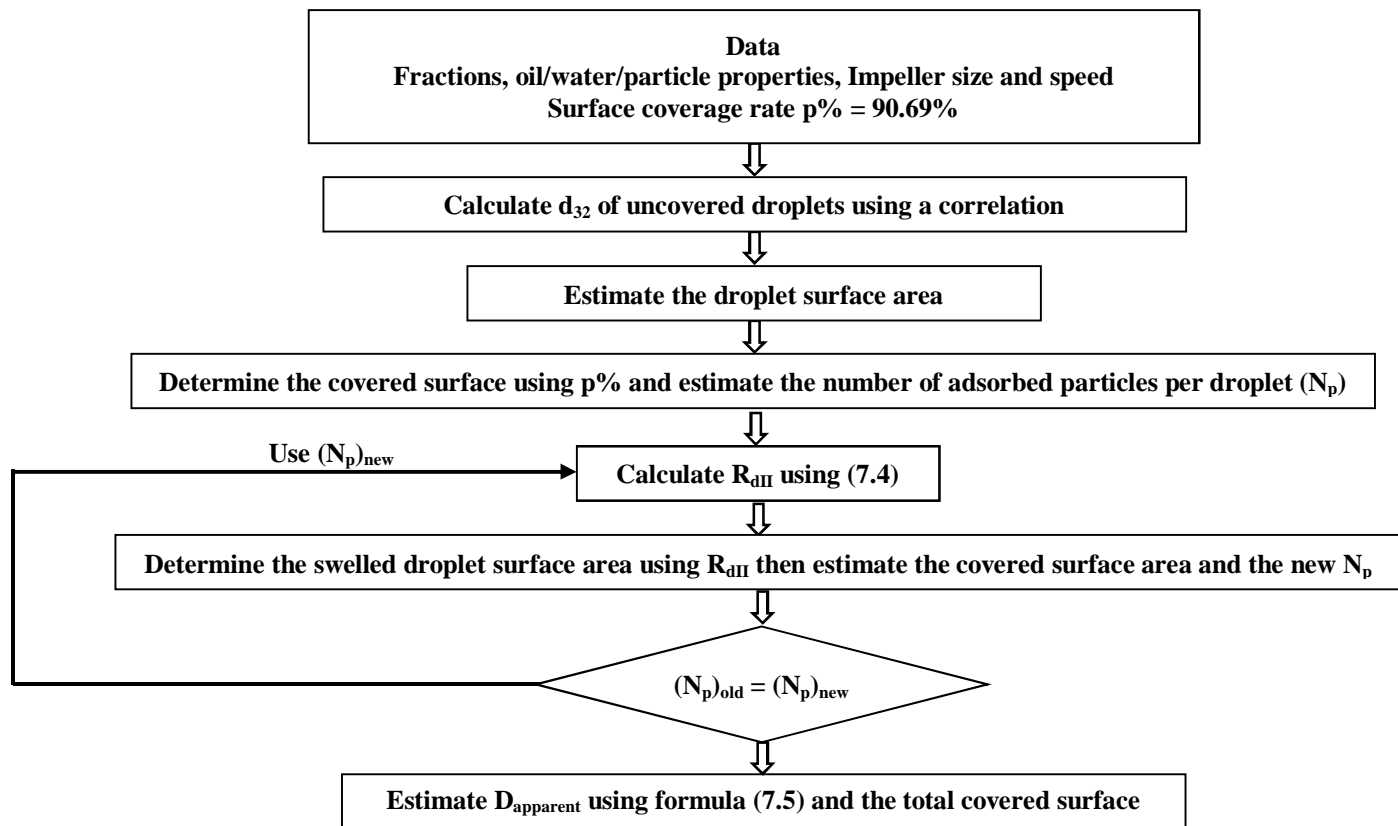 Data
Fractions, oil/water/particle properties, Impeller size and speed
Surface coverage rate p% = 90.69%
Calculate d₃₂ of uncovered droplets using a correlation
Estimate the droplet surface area
Determine the covered surface using p% and estimate the number of adsorbed particles per droplet (Nₚ)
Use (Nₚ)new
Calculate RdII using (7.4)
Determine the swelled droplet surface area using RdII then estimate the covered surface area and the new Nₚ
(Nₚ)old = (Nₚ)new
Estimate Dapparent using formula (7.5) and the total covered surface